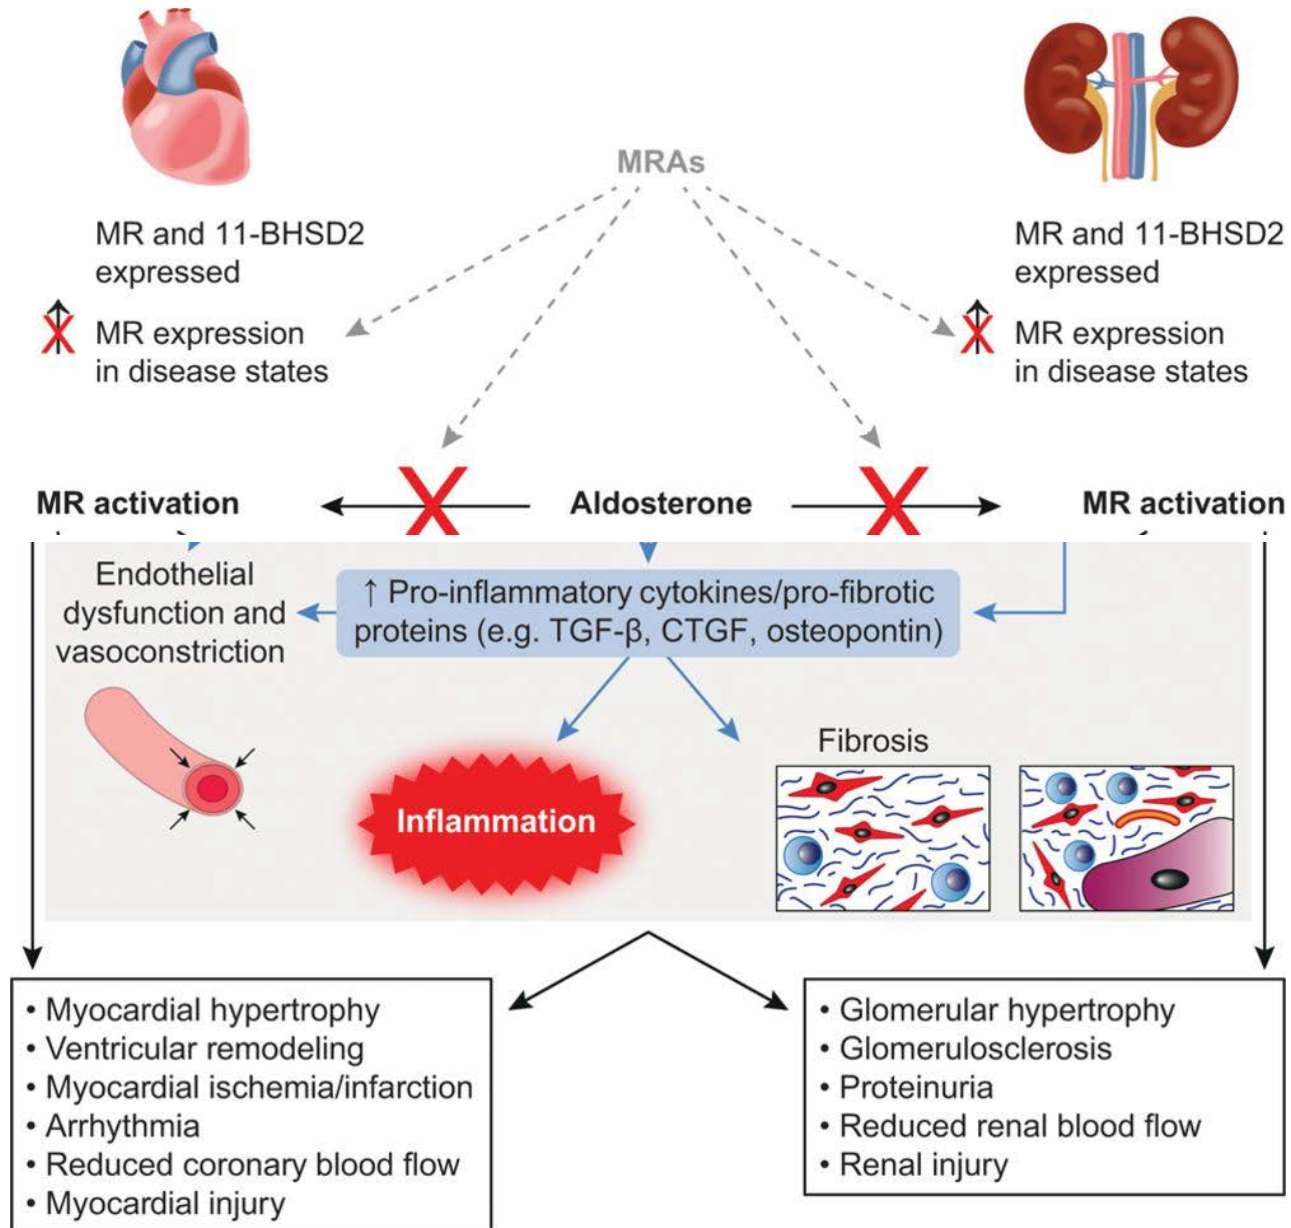 MRAs
MR and 11-BHSD2
expressed
X MR expression
in disease states
MR and 11-BHSD2
expressed
X MR expression
in disease states
MR activation
X
Aldosterone
X
MR activation
Endothelial
dysfunction and
vasoconstriction
↑ Pro-inflammatory cytokines/pro-fibrotic
proteins (e.g. TGF-β, CTGF, osteopontin)
Inflammation
Fibrosis
• Myocardial hypertrophy
• Ventricular remodeling
• Myocardial ischemia/infarction
• Arrhythmia
• Reduced coronary blood flow
• Myocardial injury
• Glomerular hypertrophy
• Glomerulosclerosis
• Proteinuria
• Reduced renal blood flow
• Renal injury